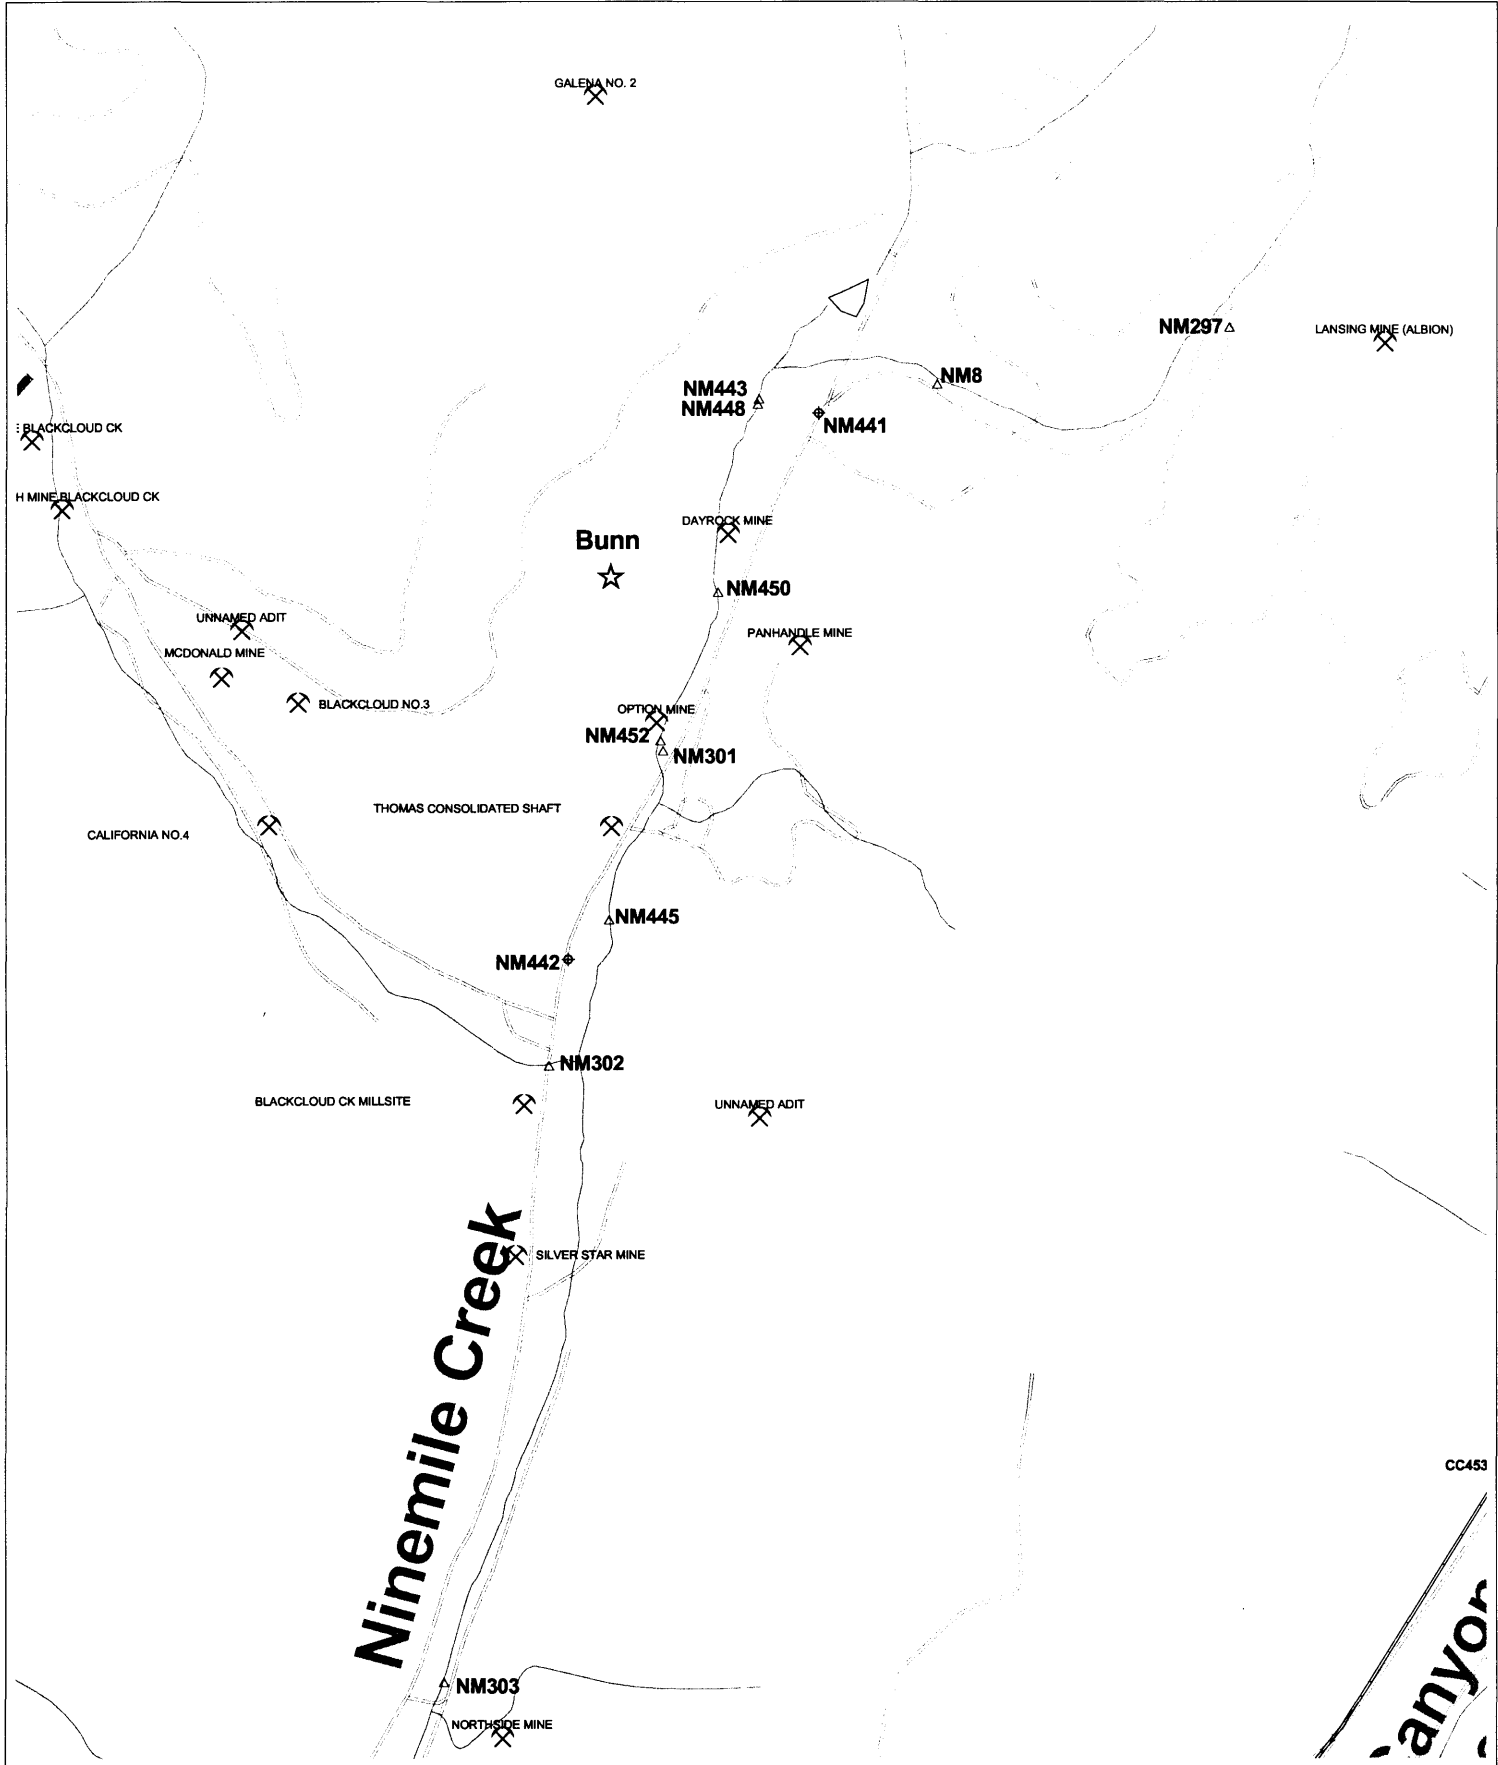 GALENA NO. 2
NM297
LANSING MINE (ALBION)
NM8
NM443
NM448
NM441
BLACKCLOUD CK
H MINE BLACKCLOUD CK
DAYROCK MINE
Bunn
NM450
UNNAMED ADIT
PANHANDLE MINE
MCDONALD MINE
BLACKCLOUD NO.3
OPTION MINE
NM452
NM301
THOMAS CONSOLIDATED SHAFT
CALIFORNIA NO.4
NM445
NM442
NM302
BLACKCLOUD CK MILLSITE
UNNAMED ADIT
SILVER STAR MINE
Ninemile Creek
CC453
anyon
NM303
NORTHSIDE MINE